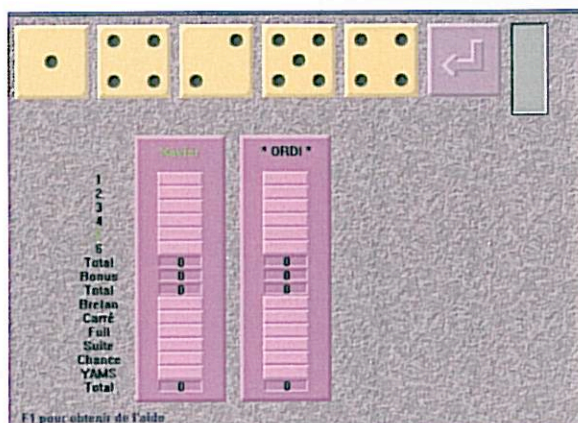 * ORDI *
1
2
3
4
6
Total 0 0
Bonus 0 0
Total 0 0
Brelan
Carré
Full
Suite
Chance
YAMS
Total 0 0
F1 pour obtenir de l'aide